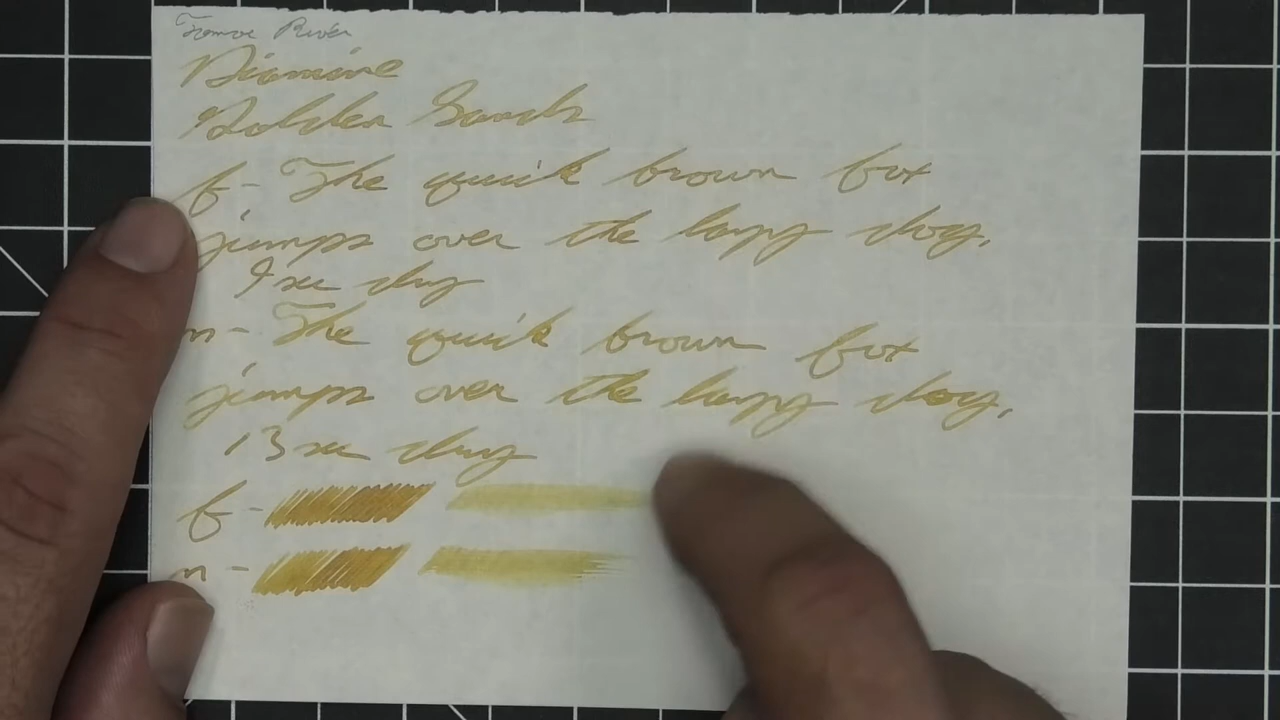 Tomoe River
Diamine
Golden Sands
f- The quick brown fox
jumps over the lazy dog.
9 sec dry
m- The quick brown fox
jumps over the lazy dog.
13 sec dry
f-
m-